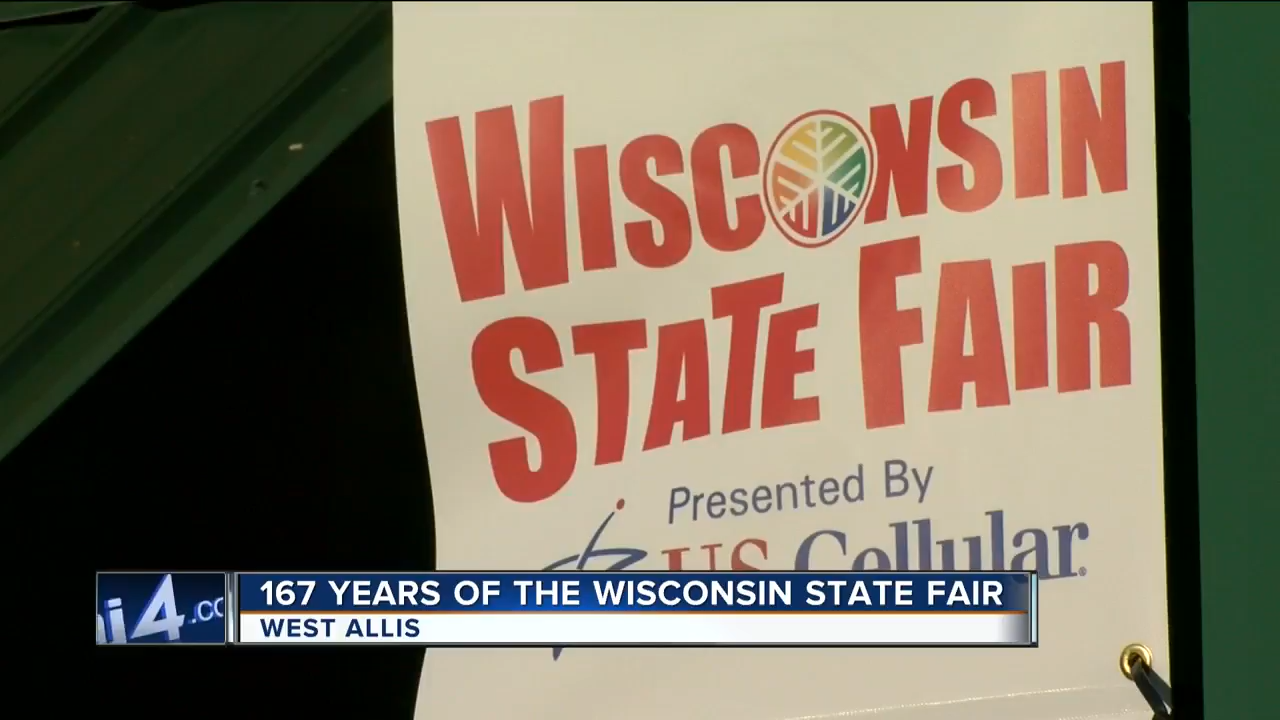 WISCONSIN
STATE FAIR
Presented By
US Cellular
167 YEARS OF THE WISCONSIN STATE FAIR
WEST ALLIS